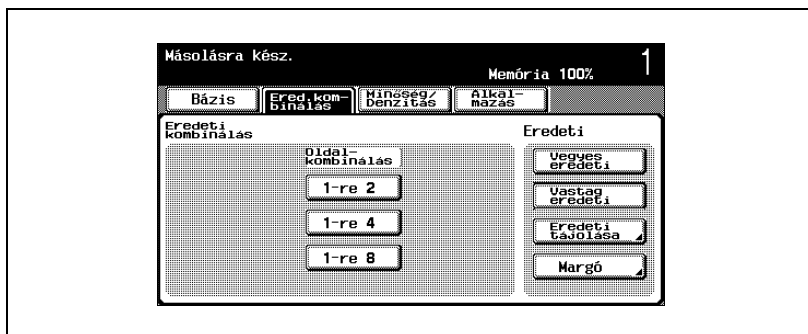 Másolásra kész.
Memória 100%
1
Bázis
Ered.kom-
binálás
Minőség/
Denzitás
Alkal-
mazás
Eredeti
kombinálás
Oldal-
kombinálás
1-re 2
1-re 4
1-re 8
Eredeti
Vegyes
eredeti
Vastag
eredeti
Eredeti
tájolása
Margó